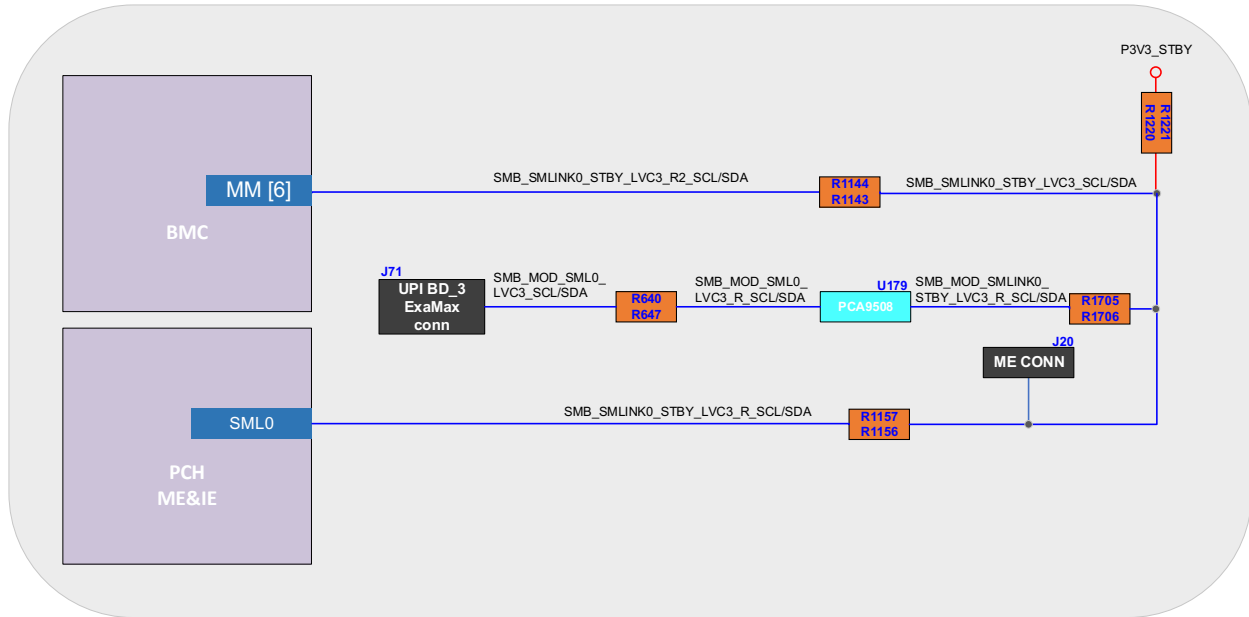 P3V3_STBY
R1221
R1220
MM [6]
BMC
SMB_SMLINK0_STBY_LVC3_R2_SCL/SDA
R1144
R1143
SMB_SMLINK0_STBY_LVC3_SCL/SDA
J71
UPI BD_3
ExaMax
conn
SMB_MOD_SML0_
LVC3_SCL/SDA
R640
R647
SMB_MOD_SML0_
LVC3_R_SCL/SDA
U179
PCA9508
SMB_MOD_SMLINK0_
STBY_LVC3_R_SCL/SDA
R1705
R1706
J20
ME CONN
SML0
PCH
ME&IE
SMB_SMLINK0_STBY_LVC3_R_SCL/SDA
R1157
R1156